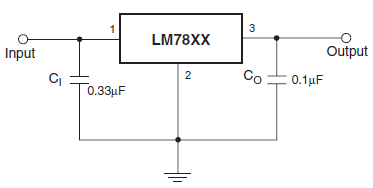 1
LM78XX
3
Input
Output
CI
0.33μF
2
CO
0.1μF